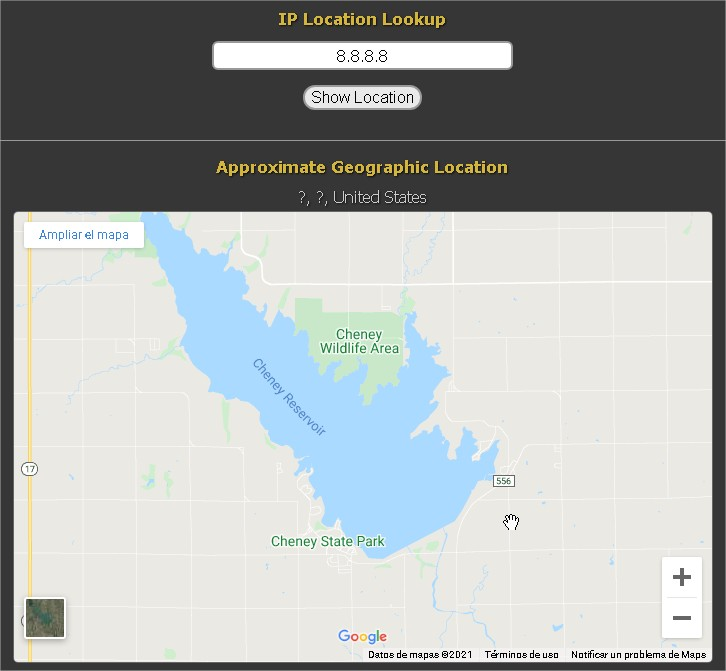 IP Location Lookup
8.8.8.8
Show Location
Approximate Geographic Location
?, ?, United States
Ampliar el mapa
Cheney
Wildlife Area
Cheney Reservoir
17
556
Cheney State Park
Google
Datos de mapas ©2021 Términos de uso Notificar un problema de Maps